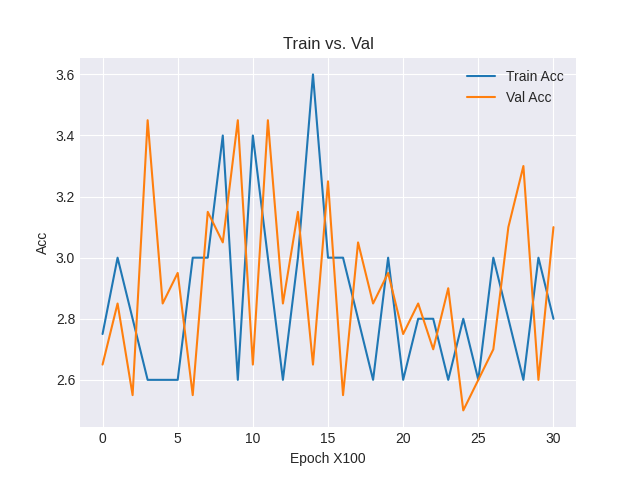 Train vs. Val
Train Acc
Val Acc
3.6
3.4
3.2
3.0
2.8
2.6
Acc
0 5 10 15 20 25 30
Epoch X100